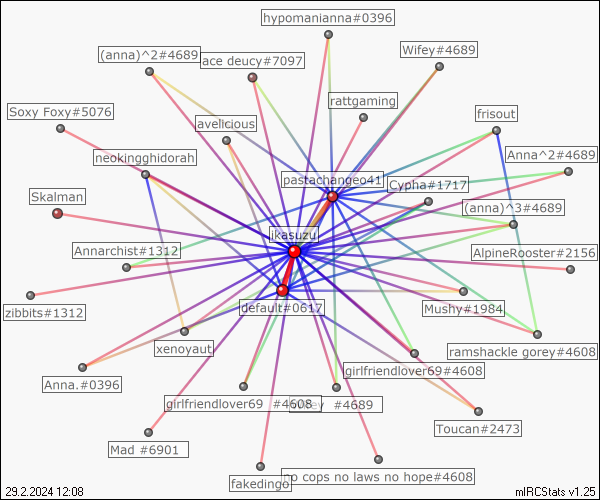 hypomanianna#0396
(anna)^2#4689
ace deucy#7097
Wifey#4689
rattgaming
Soxy Foxy#5076
frisout
avelicious
neokingghidorah
Anna^2#4689
pastachangeo41
Cypha#1717
Skalman
(anna)^3#4689
ikasuzu
Annarchist#1312
AlpineRooster#2156
zibbits#1312
default#0617
Mushy#1984
xenoyaut
ramshackle gorey#4608
girlfriendlover69#4608
Anna.#0396
girlfriendlover69 #4608
#4689
Toucan#2473
Mad #6901
no cops no laws no hope#4608
fakedingo
29.2.2024 12:08
mIRCStats v1.25